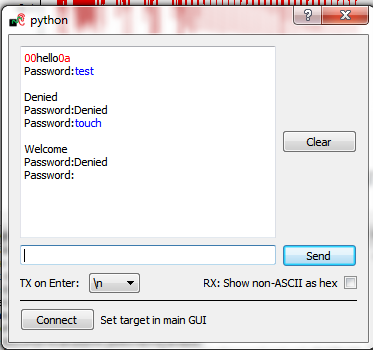 python
00hello0a
Password:test
Denied
Password:Denied
Password:touch
Welcome
Password:Denied
Password:
Clear
Send
TX on Enter: \n RX: Show non-ASCII as hex
Connect Set target in main GUI